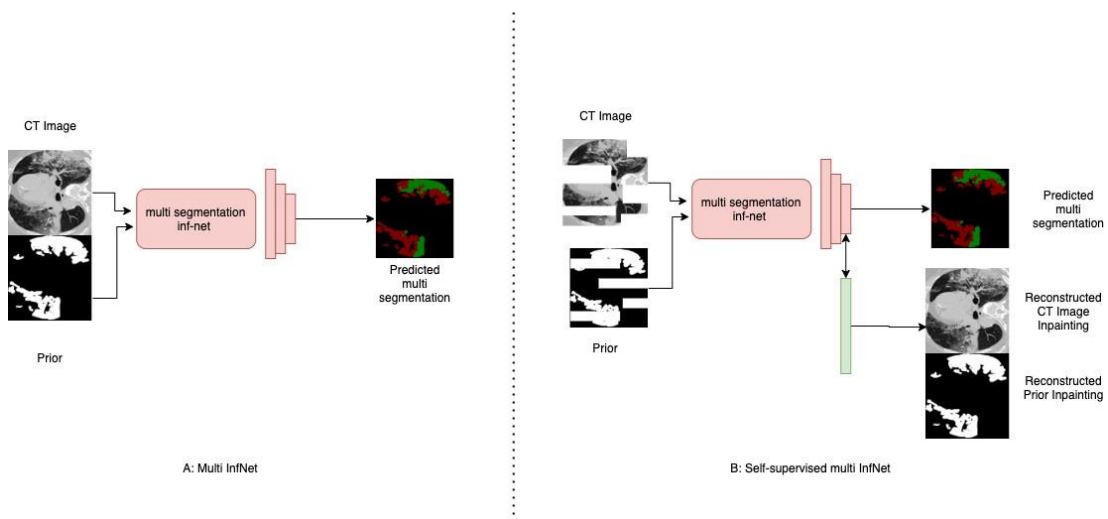 CT Image
multi segmentation
inf-net
Predicted
multi
segmentation
Prior
A: Multi InfNet
CT Image
multi segmentation
inf-net
Predicted
multi
segmentation
Prior
Reconstructed
CT Image
Inpainting
Reconstructed
Prior Inpainting
B: Self-supervised multi InfNet